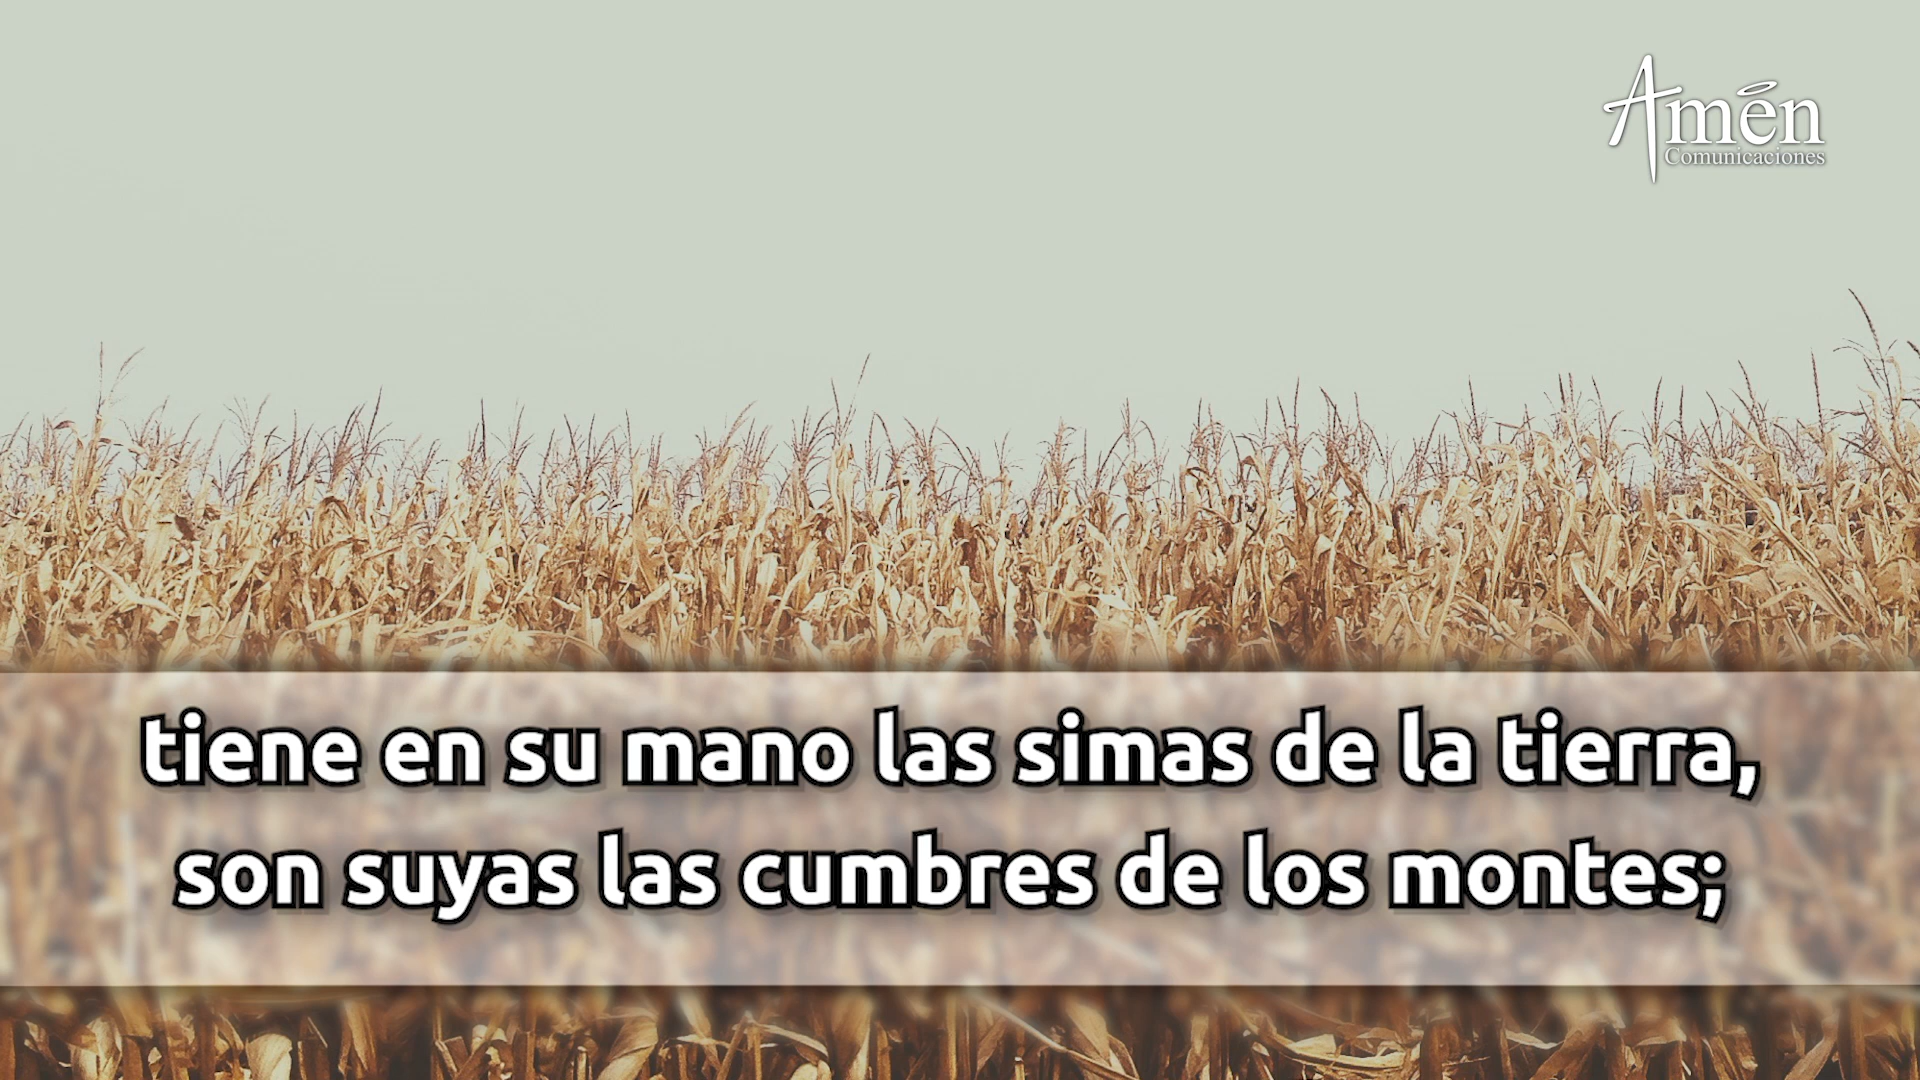 Amén
Comunicaciones
tiene en su mano las simas de la tierra,
son suyas las cumbres de los montes;